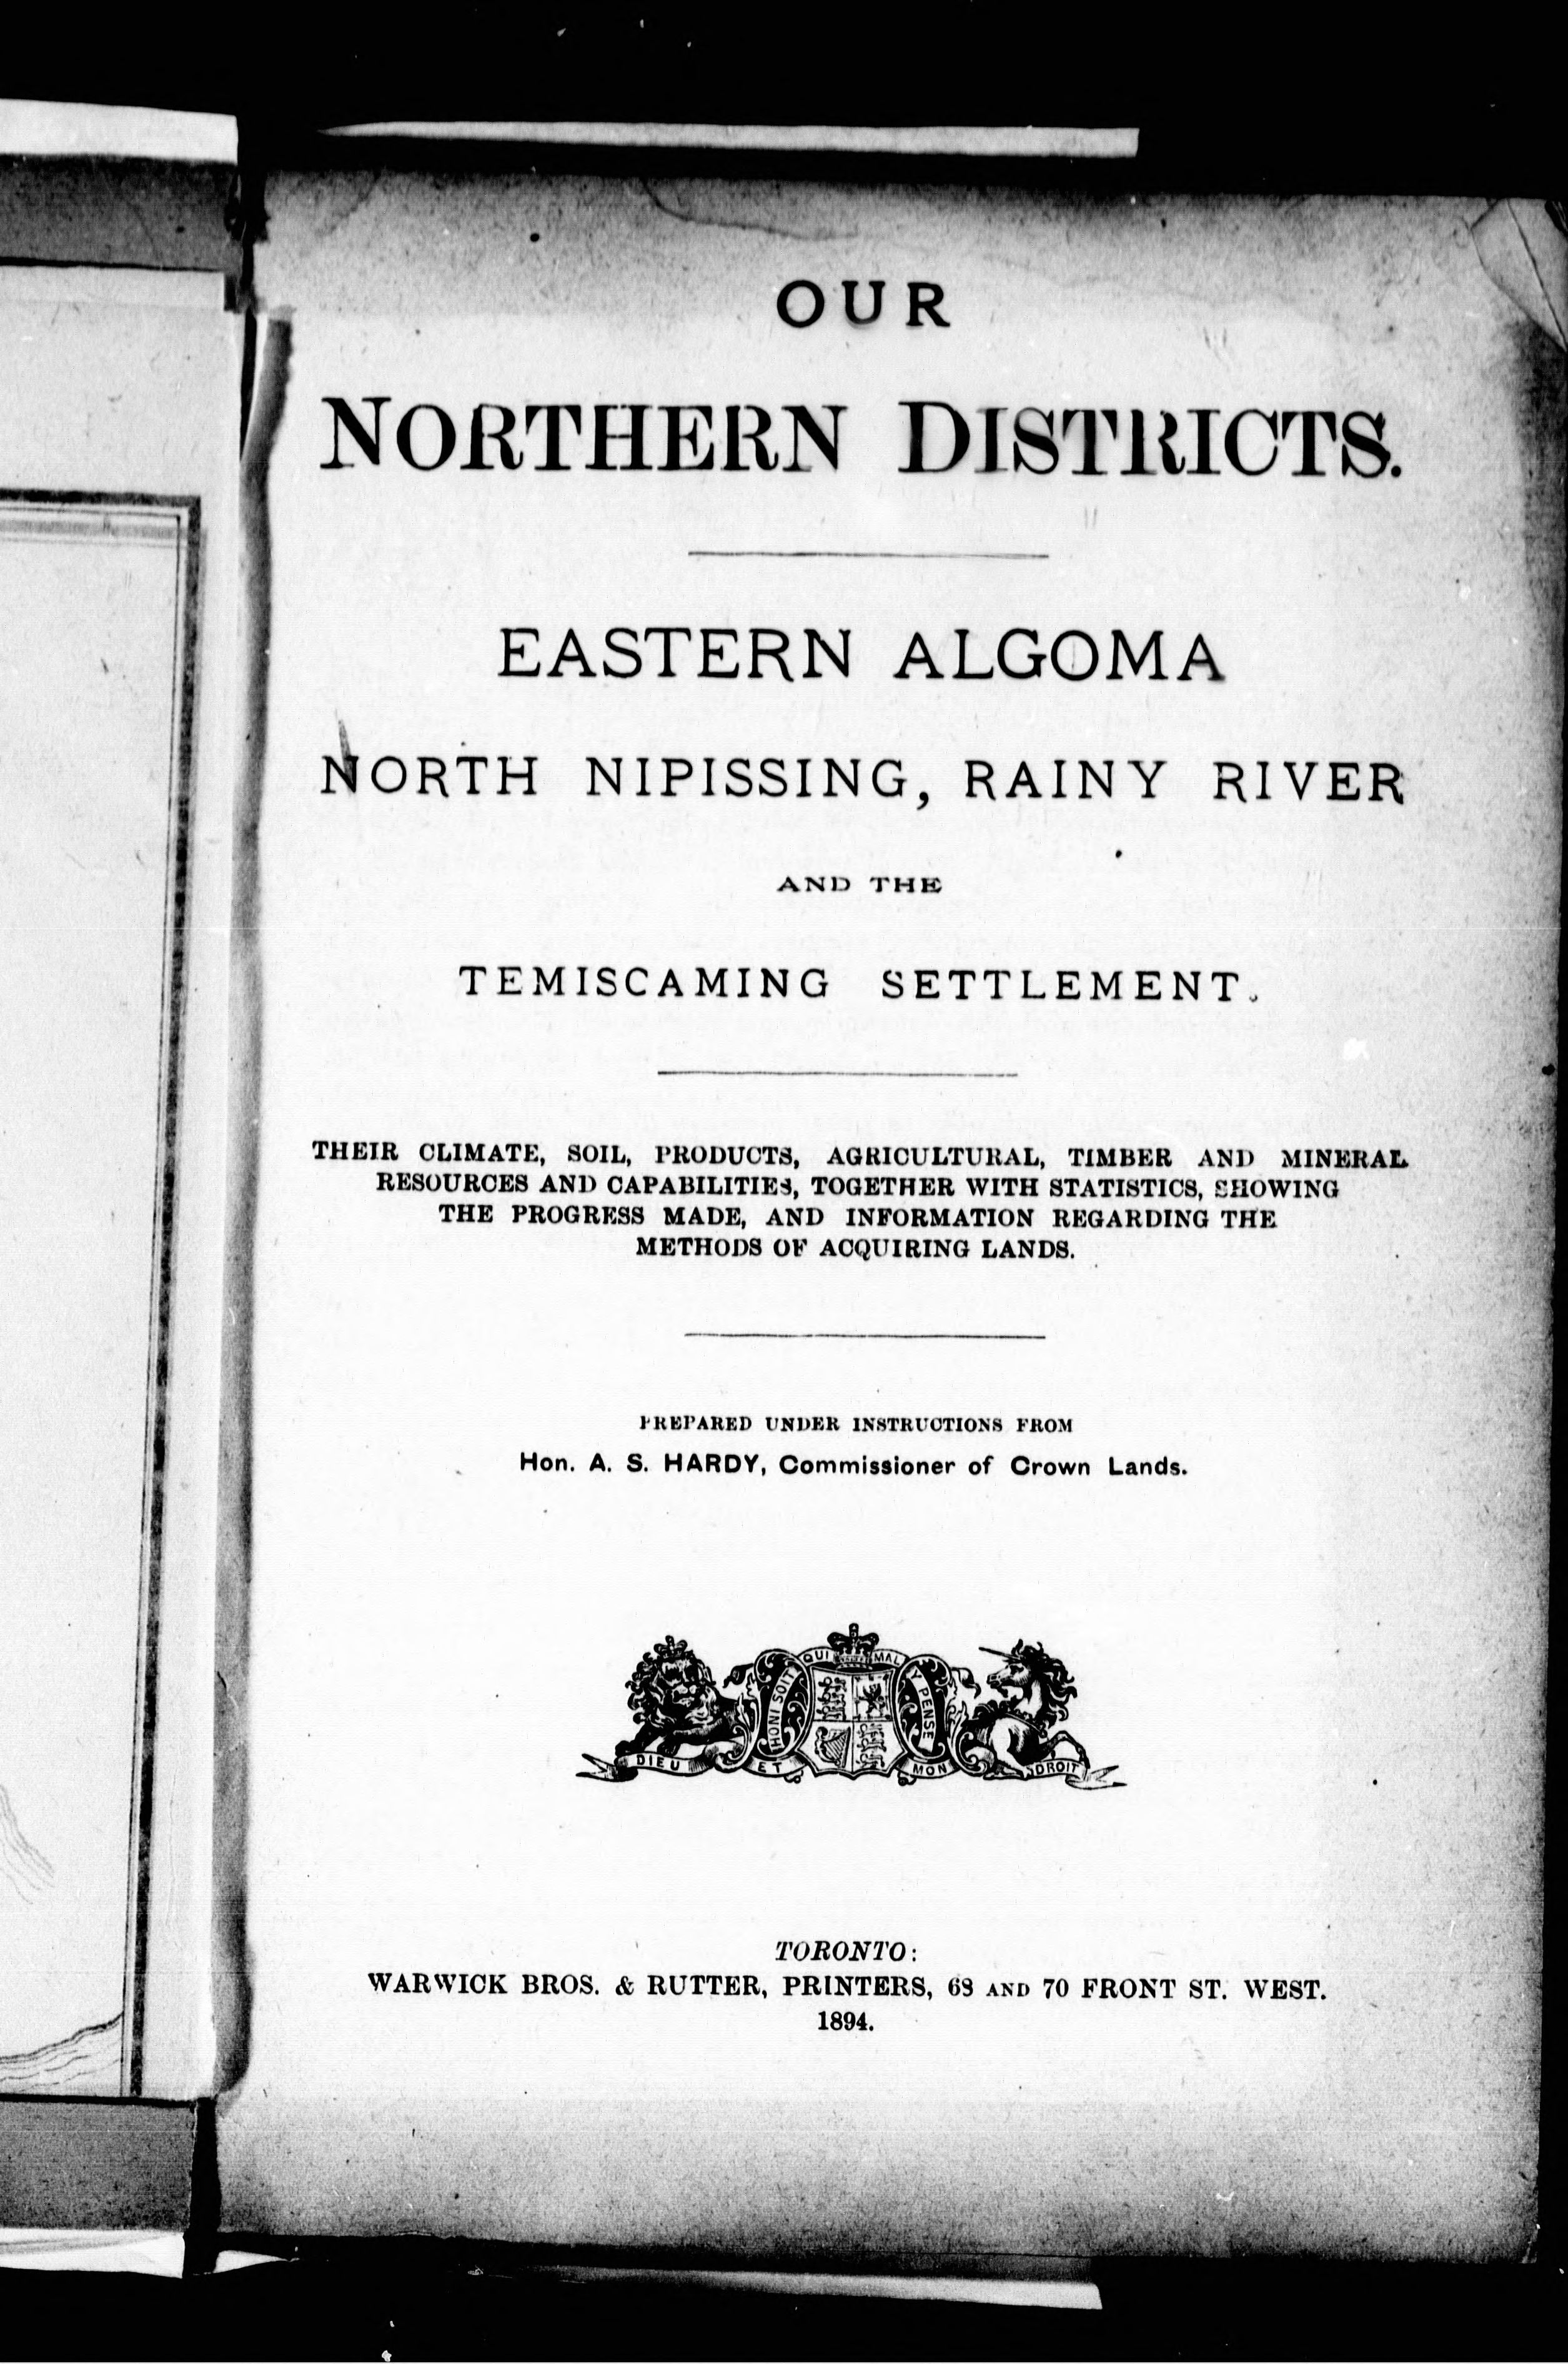 OUR
NORTHERN DISTRICTS.
EASTERN ALGOMA
NORTH NIPISSING, RAINY RIVER
AND THE
TEMISCAMING SETTLEMENT.
THEIR CLIMATE, SOIL, PRODUCTS, AGRICULTURAL, TIMBER AND MINERAL
RESOURCES AND CAPABILITIES, TOGETHER WITH STATISTICS, SHOWING
THE PROGRESS MADE, AND INFORMATION REGARDING THE
METHODS OF ACQUIRING LANDS.
PREPARED UNDER INSTRUCTIONS FROM
Hon. A. S. HARDY, Commissioner of Crown Lands.
HONI SOIT QUI MAL Y PENSE
DIEU ET MON DROIT
TORONTO:
WARWICK BROS. & RUTTER, PRINTERS, 68 AND 70 FRONT ST. WEST.
1894.